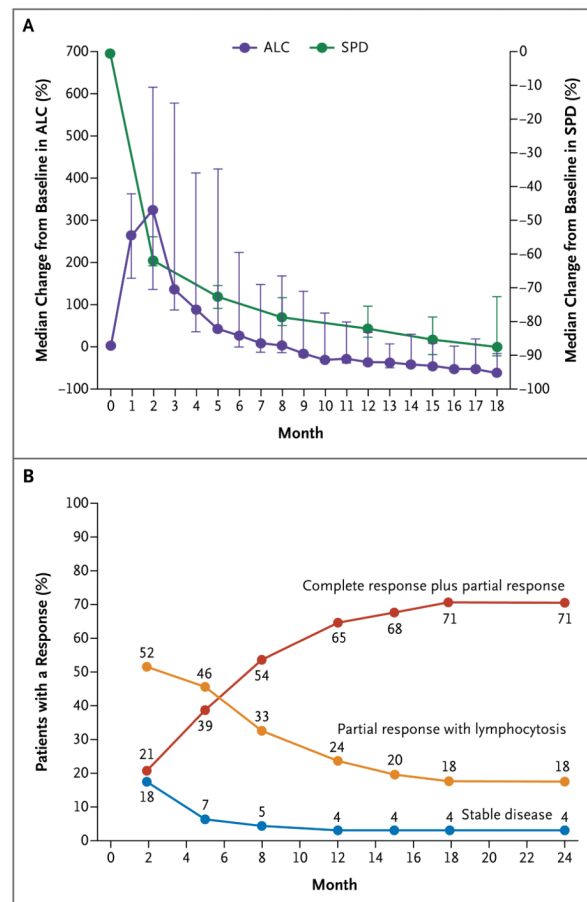 A
ALC SPD
Median Change from Baseline in ALC (%)
700
600
500
400
300
200
100
0
−100
Median Change from Baseline in SPD (%)
0
−10
−20
−30
−40
−50
−60
−70
−80
−90
−100
0 1 2 3 4 5 6 7 8 9 10 11 12 13 14 15 16 17 18
Month
B
Patients with a Response (%)
100
90
80
70
60
50
40
30
20
10
0
Complete response plus partial response
21 39 54 65 68 71 71
Partial response with lymphocytosis
52 46 33 24 20 18 18
Stable disease
18 7 5 4 4 4 4
0 2 4 6 8 10 12 14 16 18 20 22 24
Month